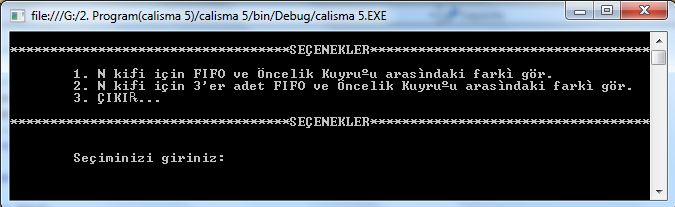 file:///G:/2. Program(calisma 5)/calisma 5/bin/Debug/calisma 5.EXE
******************************SEÇENEKLER******************************
1. N kifi için FIFO ve Öncelik Kuyruºu arasìndaki farkì gör.
2. N kifi için 3'er adet FIFO ve Öncelik Kuyruºu arasìndaki farkì gör.
3. ÇIKIŖ...
******************************SEÇENEKLER******************************
Seçiminizi giriniz: